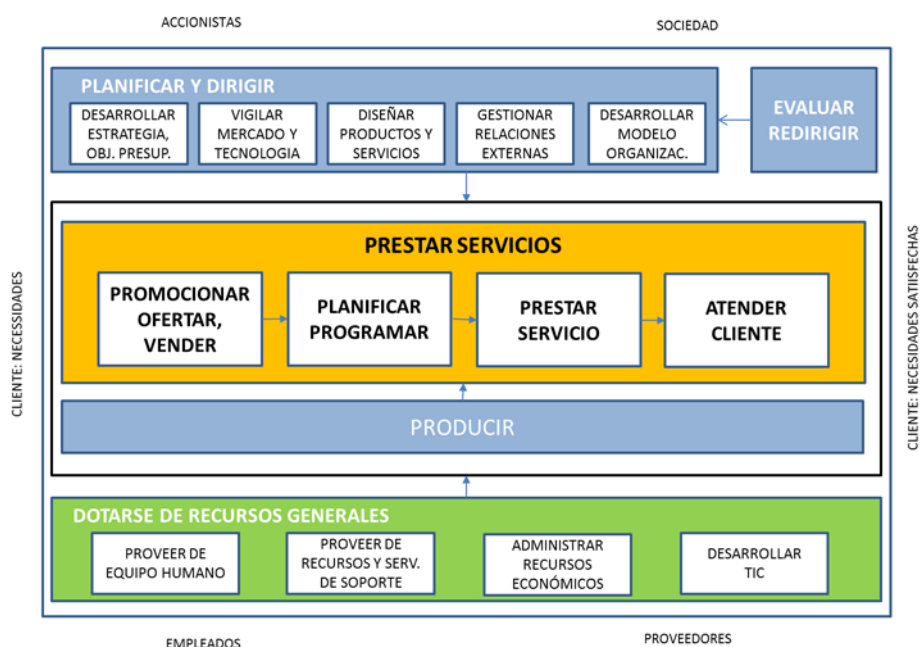 ACCIONISTAS
SOCIEDAD
PLANIFICAR Y DIRIGIR
DESARROLLAR
ESTRATEGIA,
OBJ. PRESUP.
VIGILAR
MERCADO Y
TECNOLOGIA
DISEÑAR
PRODUCTOS Y
SERVICIOS
GESTIONAR
RELACIONES
EXTERNAS
DESARROLLAR
MODELO
ORGANIZAC.
EVALUAR
REDIRIGIR
CLIENTE: NECESSIDADES
PRESTAR SERVICIOS
PROMOCIONAR
OFERTAR,
VENDER
PLANIFICAR
PROGRAMAR
PRESTAR
SERVICIO
ATENDER
CLIENTE
PRODUCIR
CLIENTE: NECESIDADES SATIISFECHAS
DOTARSE DE RECURSOS GENERALES
PROVEER DE
EQUIPO HUMANO
PROVEER DE
RECURSOS Y SERV.
DE SOPORTE
ADMINISTRAR
RECURSOS
ECONÓMICOS
DESARROLLAR
TIC
EMPLEADOS
PROVEEDORES